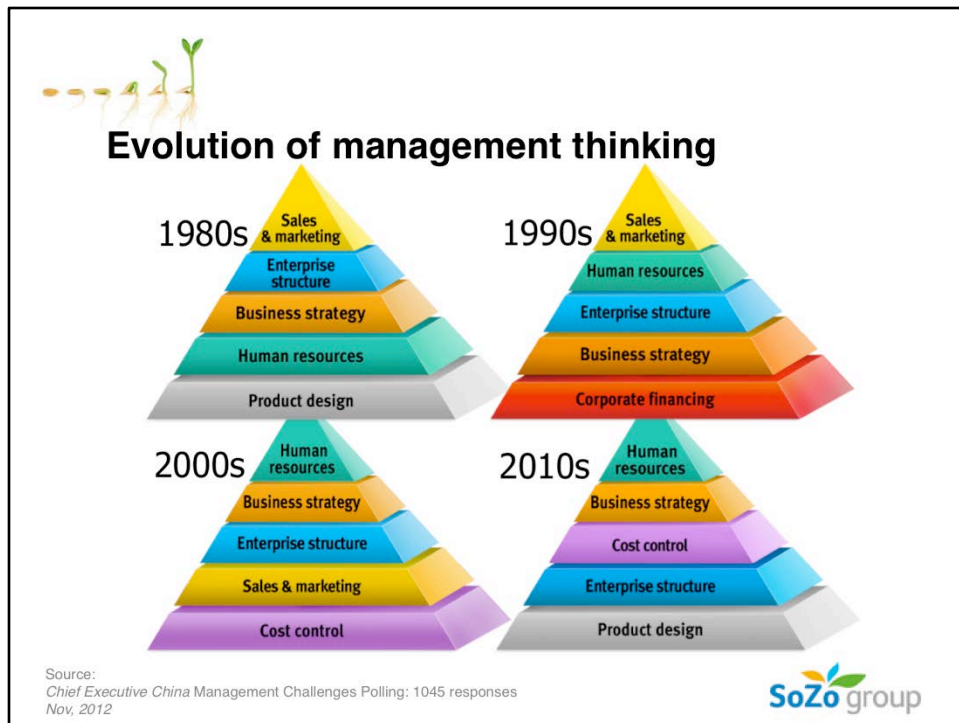 Evolution of management thinking
1980s
Sales
& marketing
Enterprise
structure
Business strategy
Human resources
Product design
1990s
Sales
& marketing
Human resources
Enterprise structure
Business strategy
Corporate financing
2000s
Human
resources
Business strategy
Enterprise structure
Sales & marketing
Cost control
2010s
Human
resources
Business strategy
Cost control
Enterprise structure
Product design
Source:
Chief Executive China Management Challenges Polling: 1045 responses
Nov, 2012
SoZo group